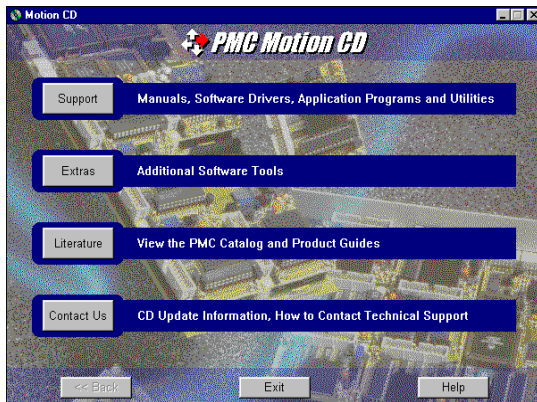 Motion CD
PMC Motion CD
Support
Manuals, Software Drivers, Application Programs and Utilities
Extras
Additional Software Tools
Literature
View the PMC Catalog and Product Guides
Contact Us
CD Update Information, How to Contact Technical Support
<< Back
Exit
Help